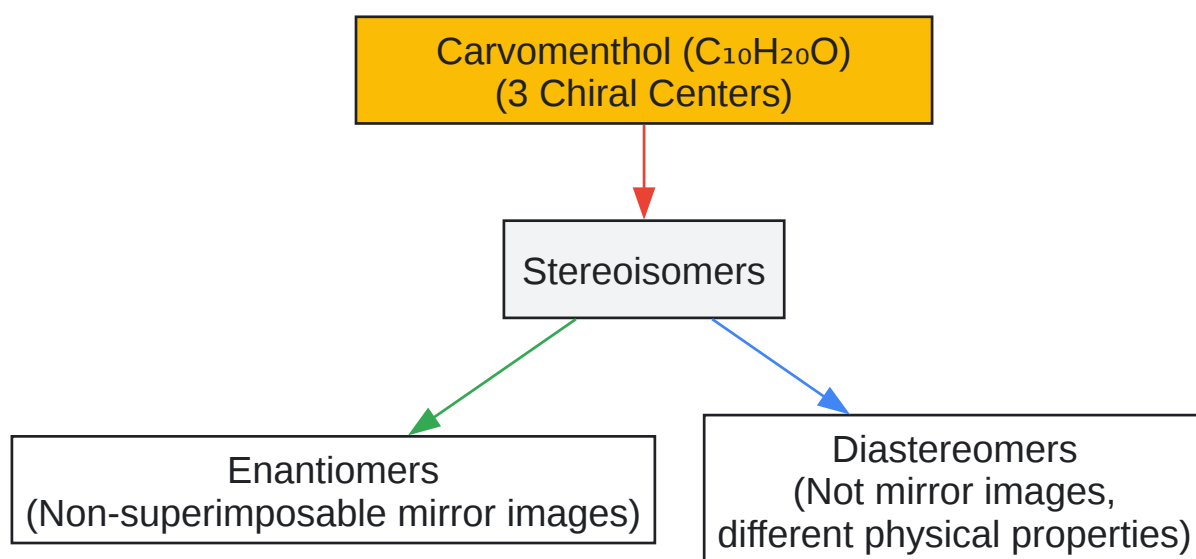 Carvomenthol (C₁₀H₂₀O)
(3 Chiral Centers)
Stereoisomers
Enantiomers
(Non-superimposable mirror images)
Diastereomers
(Not mirror images,
different physical properties)